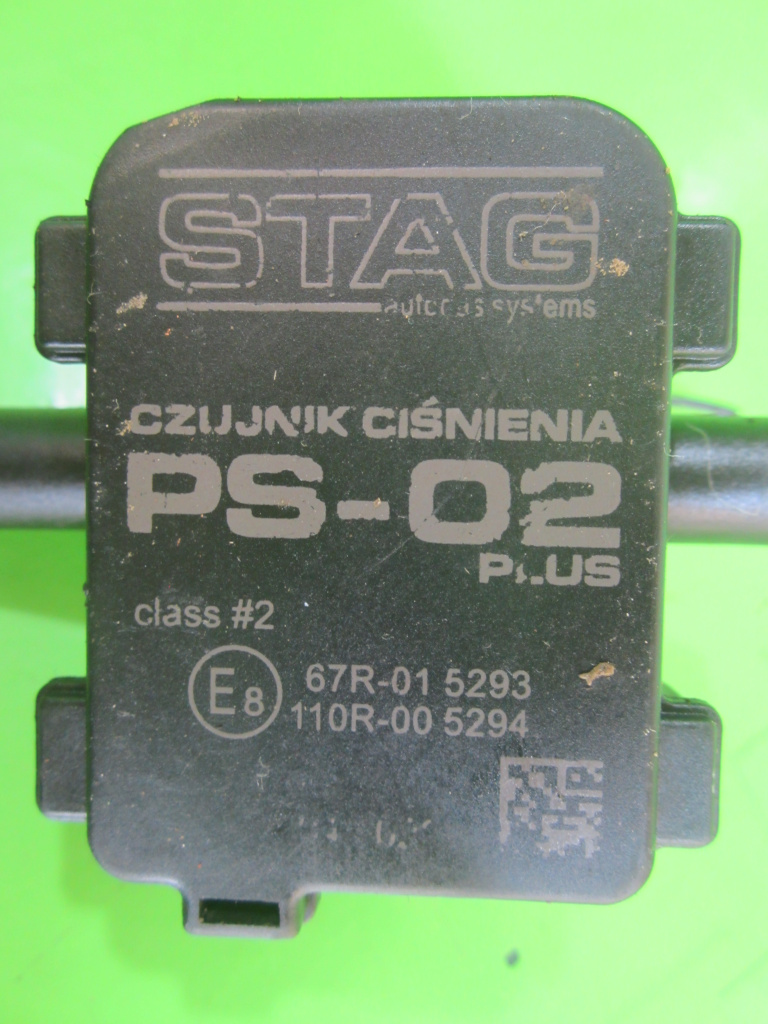 STAG
autogas systems
CZUJNIK CIŚNIENIA
PS-02
PLUS
class #2
E8 67R-01 5293
110R-00 5294